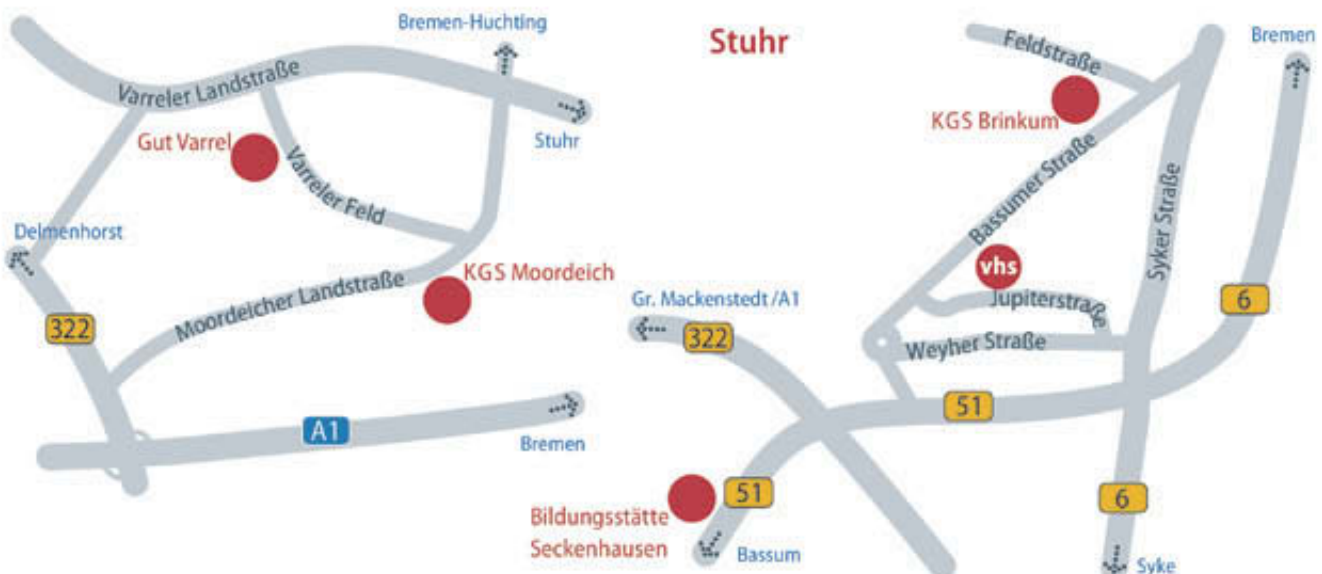 Bremen-Huchting
Varreler Landstraße
Gut Varrel
Stuhr
Varreler Feld
Delmenhorst
KGS Moordeich
Moordeicher Landstraße
322
A1
Bremen
Stuhr
Feldstraße
Bremen
KGS Brinkum
Bassumer Straße
Syker Straße
vhs
Jupiterstraße
6
Gr. Mackenstedt /A1
322
Weyher Straße
51
51
6
Bildungsstätte
Seckenhausen
Bassum
Syke